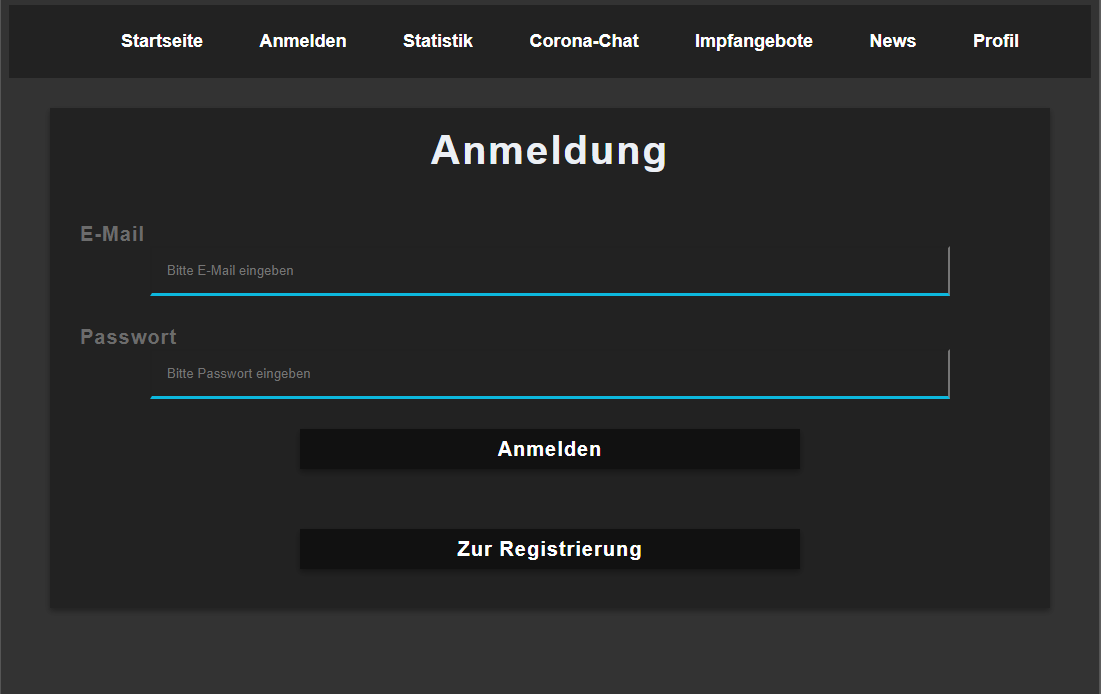 Startseite Anmelden Statistik Corona-Chat Impfangebote News Profil
Anmeldung
E-Mail
Bitte E-Mail eingeben
Passwort
Bitte Passwort eingeben
Anmelden
Zur Registrierung